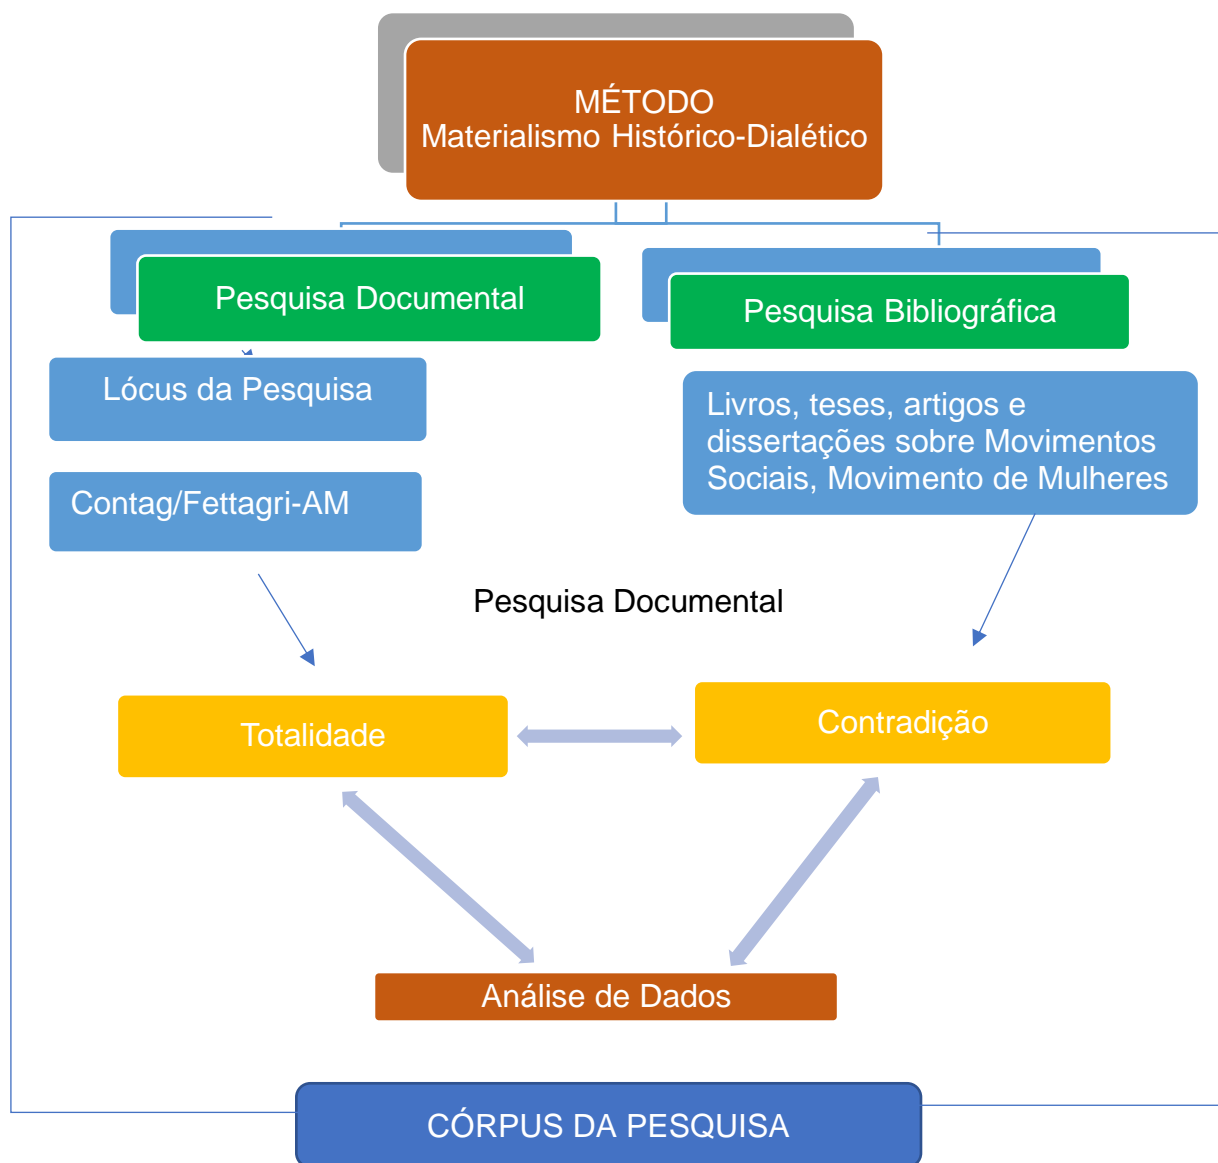 MÉTODO
Materialismo Histórico-Dialético
Pesquisa Documental
Pesquisa Bibliográfica
Lócus da Pesquisa
Livros, teses, artigos e
dissertações sobre Movimentos
Sociais, Movimento de Mulheres
Contag/Fettagri-AM
Pesquisa Documental
Totalidade
Contradição
Análise de Dados
CÓRPUS DA PESQUISA